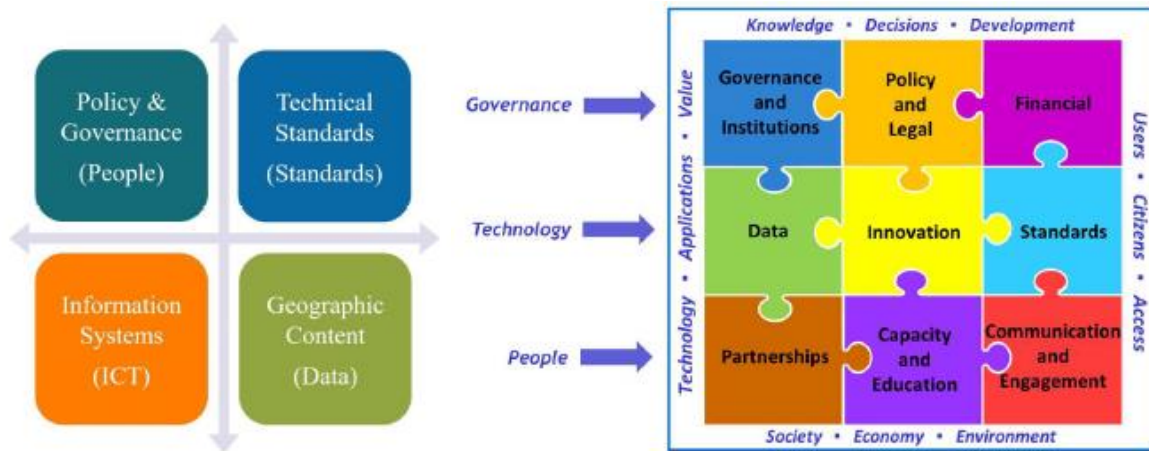 Policy &
Governance
(People)
Technical
Standards
(Standards)
Information
Systems
(ICT)
Geographic
Content
(Data)
Governance
Technology
People
Knowledge • Decisions • Development
Technology • Applications • Value
Governance
and
Institutions
Policy
and
Legal
Financial
Data
Innovation
Standards
Partnerships
Capacity
and
Education
Communication
and
Engagement
Users • Citizens • Access
Society • Economy • Environment